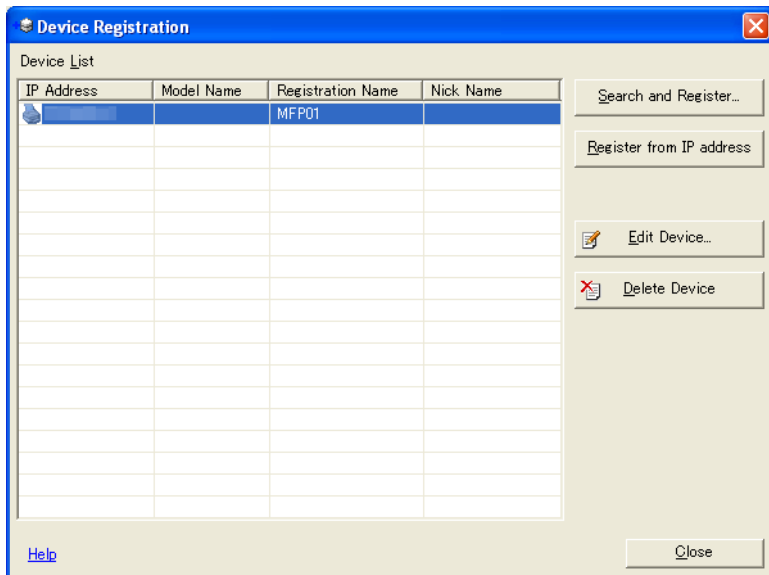 Device Registration
Device List
IP Address Model Name Registration Name Nick Name
MFP01
Search and Register...
Register from IP address
Edit Device...
Delete Device
Help
Close